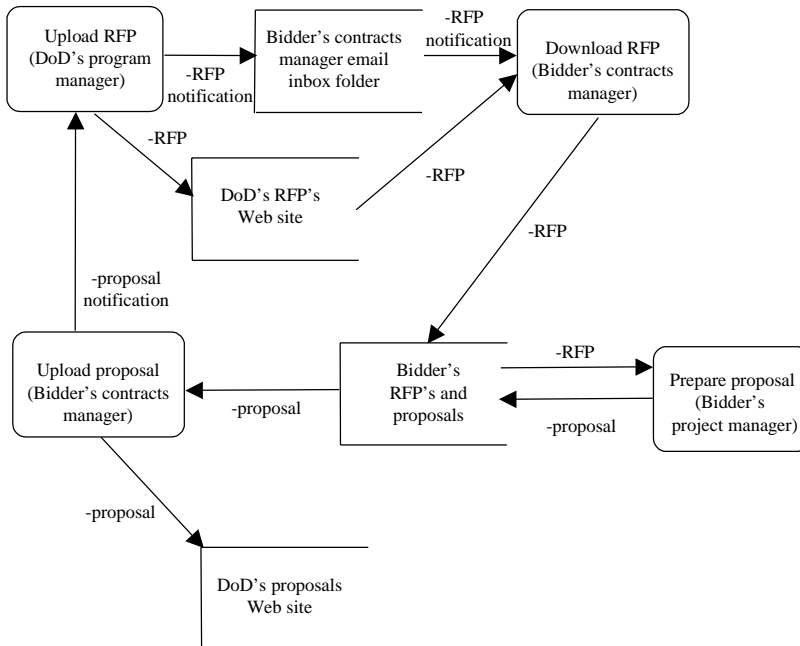 Upload RFP
(DoD's program
manager)
-RFP
notification
Bidder's contracts
manager email
inbox folder
-RFP
notification
Download RFP
(Bidder's contracts
manager)
-RFP
DoD's RFP's
Web site
-RFP
-RFP
-proposal
notification
Upload proposal
(Bidder's contracts
manager)
-proposal
Bidder's
RFP's and
proposals
-RFP
-proposal
Prepare proposal
(Bidder's
project manager)
-proposal
DoD's proposals
Web site